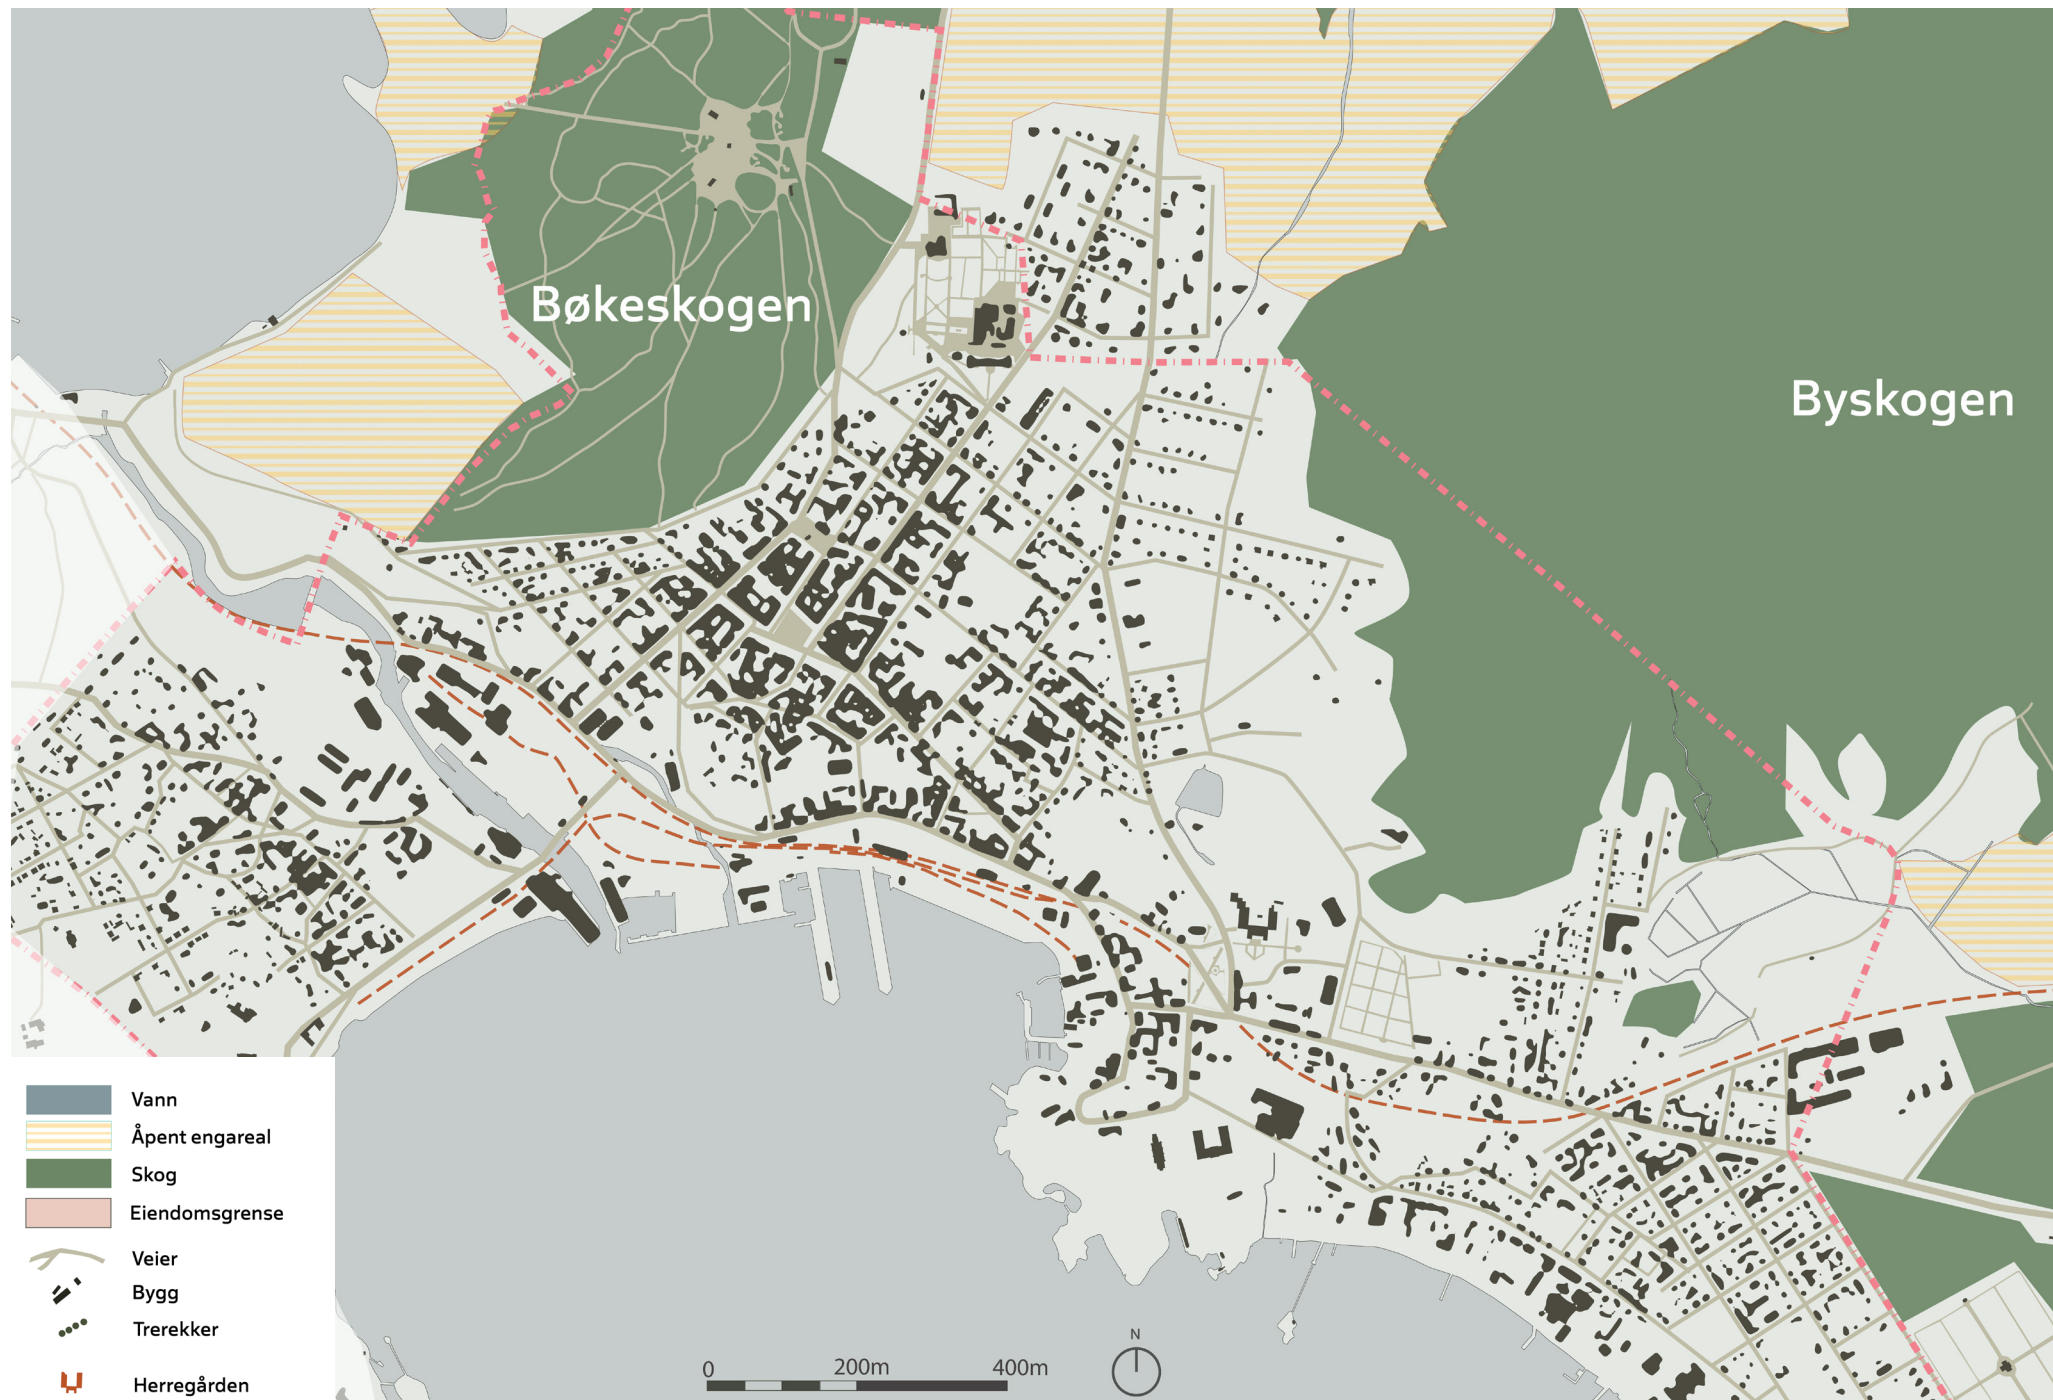 Bøkeskogen
Byskogen
Vann
Åpent engareal
Skog
Eiendomsgrense
Veier
Bygg
Trerekker
Herregården
0 200m 400m
N